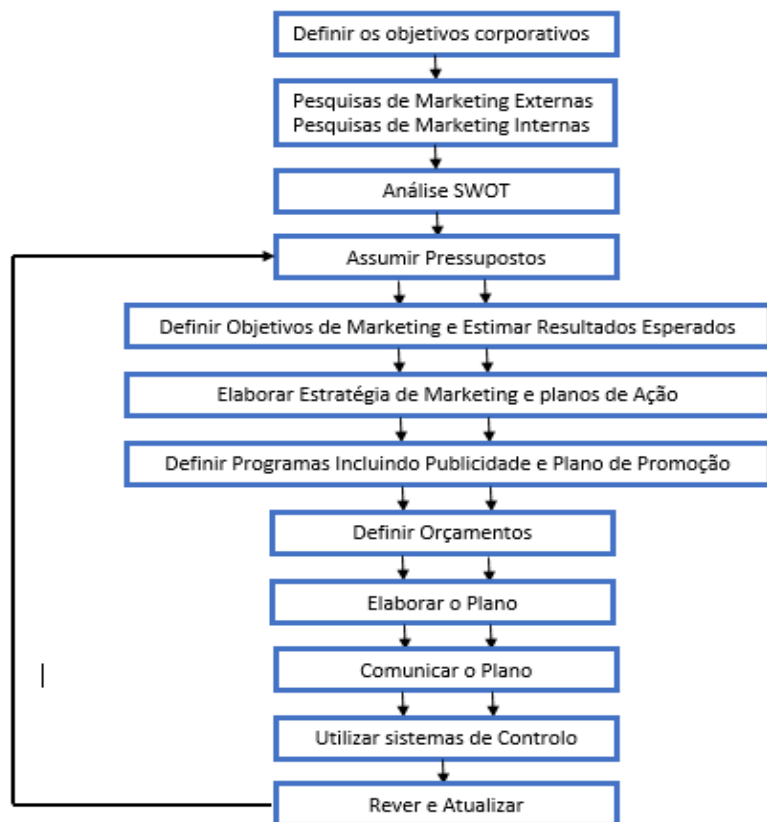 Definir os objetivos corporativos
Pesquisas de Marketing Externas
Pesquisas de Marketing Internas
Análise SWOT
Assumir Pressupostos
Definir Objetivos de Marketing e Estimar Resultados Esperados
Elaborar Estratégia de Marketing e planos de Ação
Definir Programas Incluindo Publicidade e Plano de Promoção
Definir Orçamentos
Elaborar o Plano
Comunicar o Plano
Utilizar sistemas de Controlo
Rever e Atualizar